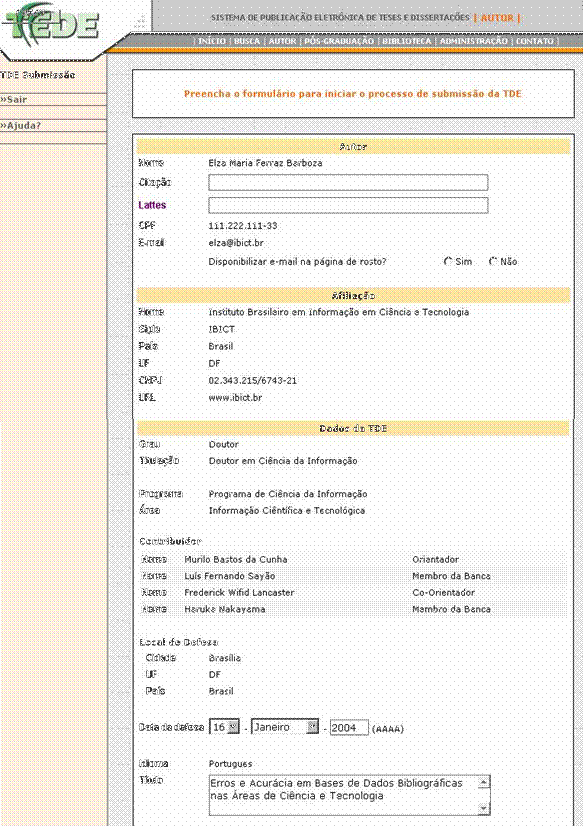 TEDE
SISTEMA DE PUBLICAÇÃO ELETRÔNICA DE TESES E DISSERTAÇÕES | AUTOR |
| INÍCIO | BUSCA | AUTOR | PÓS-GRADUAÇÃO | BIBLIOTECA | ADMINISTRAÇÃO | CONTATO |
TDE Submissão
»Sair
»Ajuda?
Preencha o formulário para iniciar o processo de submissão da TDE
Autor
Nome Elza Maria Ferraz Barboza
Citação
Lattes
CPF 111.222.111-33
E-mail elza@ibict.br
Disponibilizar e-mail na página de rosto? Sim Não
Afiliação
Nome Instituto Brasileiro em Informação em Ciência e Tecnologia
Sigla IBICT
País Brasil
UF DF
CNPJ 02.343.215/6743-21
URL www.ibict.br
Dados da TDE
Grau Doutor
Titulação Doutor em Ciência da Informação
Programa Programa de Ciência da Informação
Área Informação Ciêntífica e Tecnológica
Contribuidor
Nome Murilo Bastos da Cunha Orientador
Nome Luís Fernando Sayão Membro da Banca
Nome Frederick Wifid Lancaster Co-Orientador
Nome Haruka Nakayama Membro da Banca
Local de Defesa
Cidade Brasília
UF DF
País Brasil
Data da defesa 16 - Janeiro - 2004 (AAAA)
Idioma Portugues
Título Erros e Acurácia em Bases de Dados Bibliográficas
nas Áreas de Ciência e Tecnologia